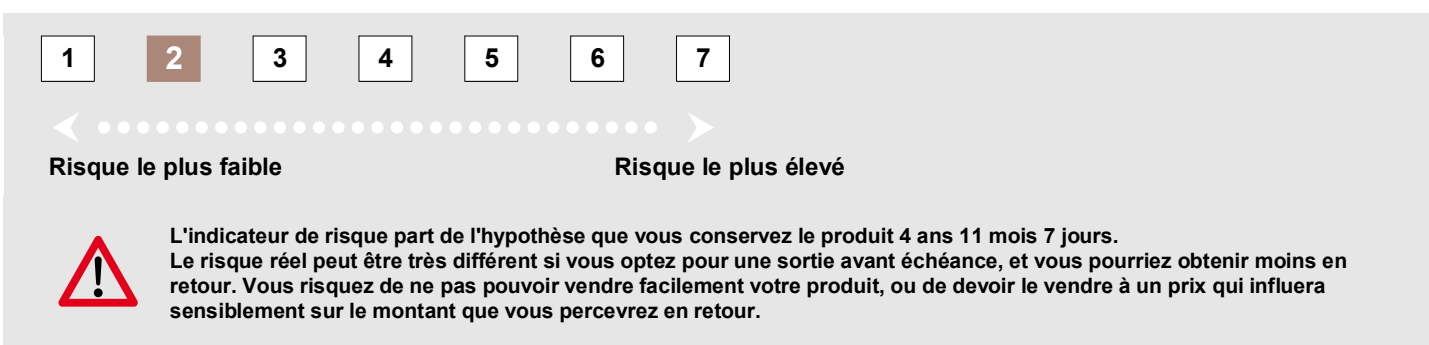 1 2 3 4 5 6 7
Risque le plus faible Risque le plus élevé
L'indicateur de risque part de l'hypothèse que vous conservez le produit 4 ans 11 mois 7 jours.
Le risque réel peut être très différent si vous optez pour une sortie avant échéance, et vous pourriez obtenir moins en
retour. Vous risquez de ne pas pouvoir vendre facilement votre produit, ou de devoir le vendre à un prix qui influera
sensiblement sur le montant que vous percevrez en retour.